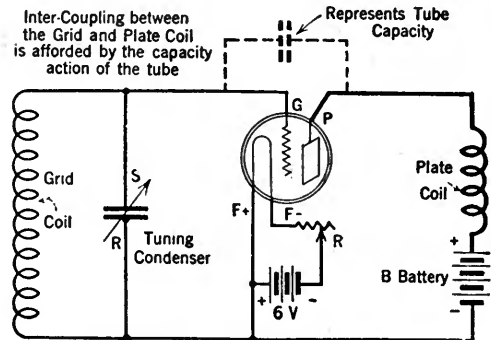 Inter-Coupling between
the Grid and Plate Coil
is afforded by the capacity
action of the tube
Represents Tube
Capacity
G
P
Grid
Coil
S
R
Tuning
Condenser
F+
F-
R
+
-
6 V
Plate
Coil
+
B Battery
-